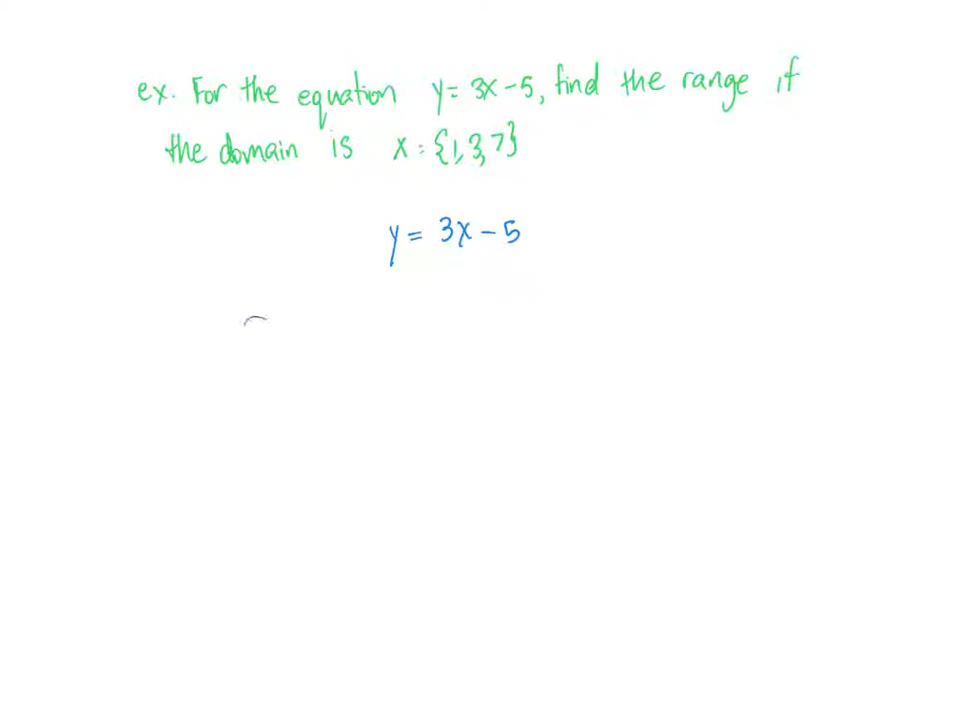 ex. For the equation y = 3x - 5, find the range if
the domain is x = {1, 3, 7}
y = 3x - 5